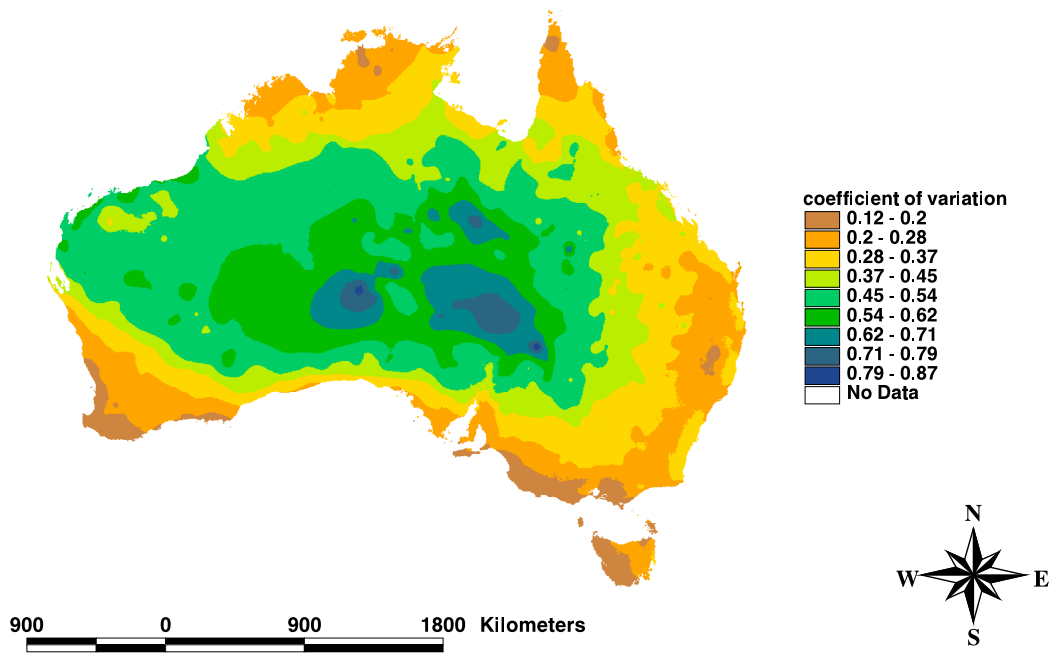 coefficient of variation
0.12 - 0.2
0.2 - 0.28
0.28 - 0.37
0.37 - 0.45
0.45 - 0.54
0.54 - 0.62
0.62 - 0.71
0.71 - 0.79
0.79 - 0.87
No Data
N
W E
S
900 0 900 1800 Kilometers